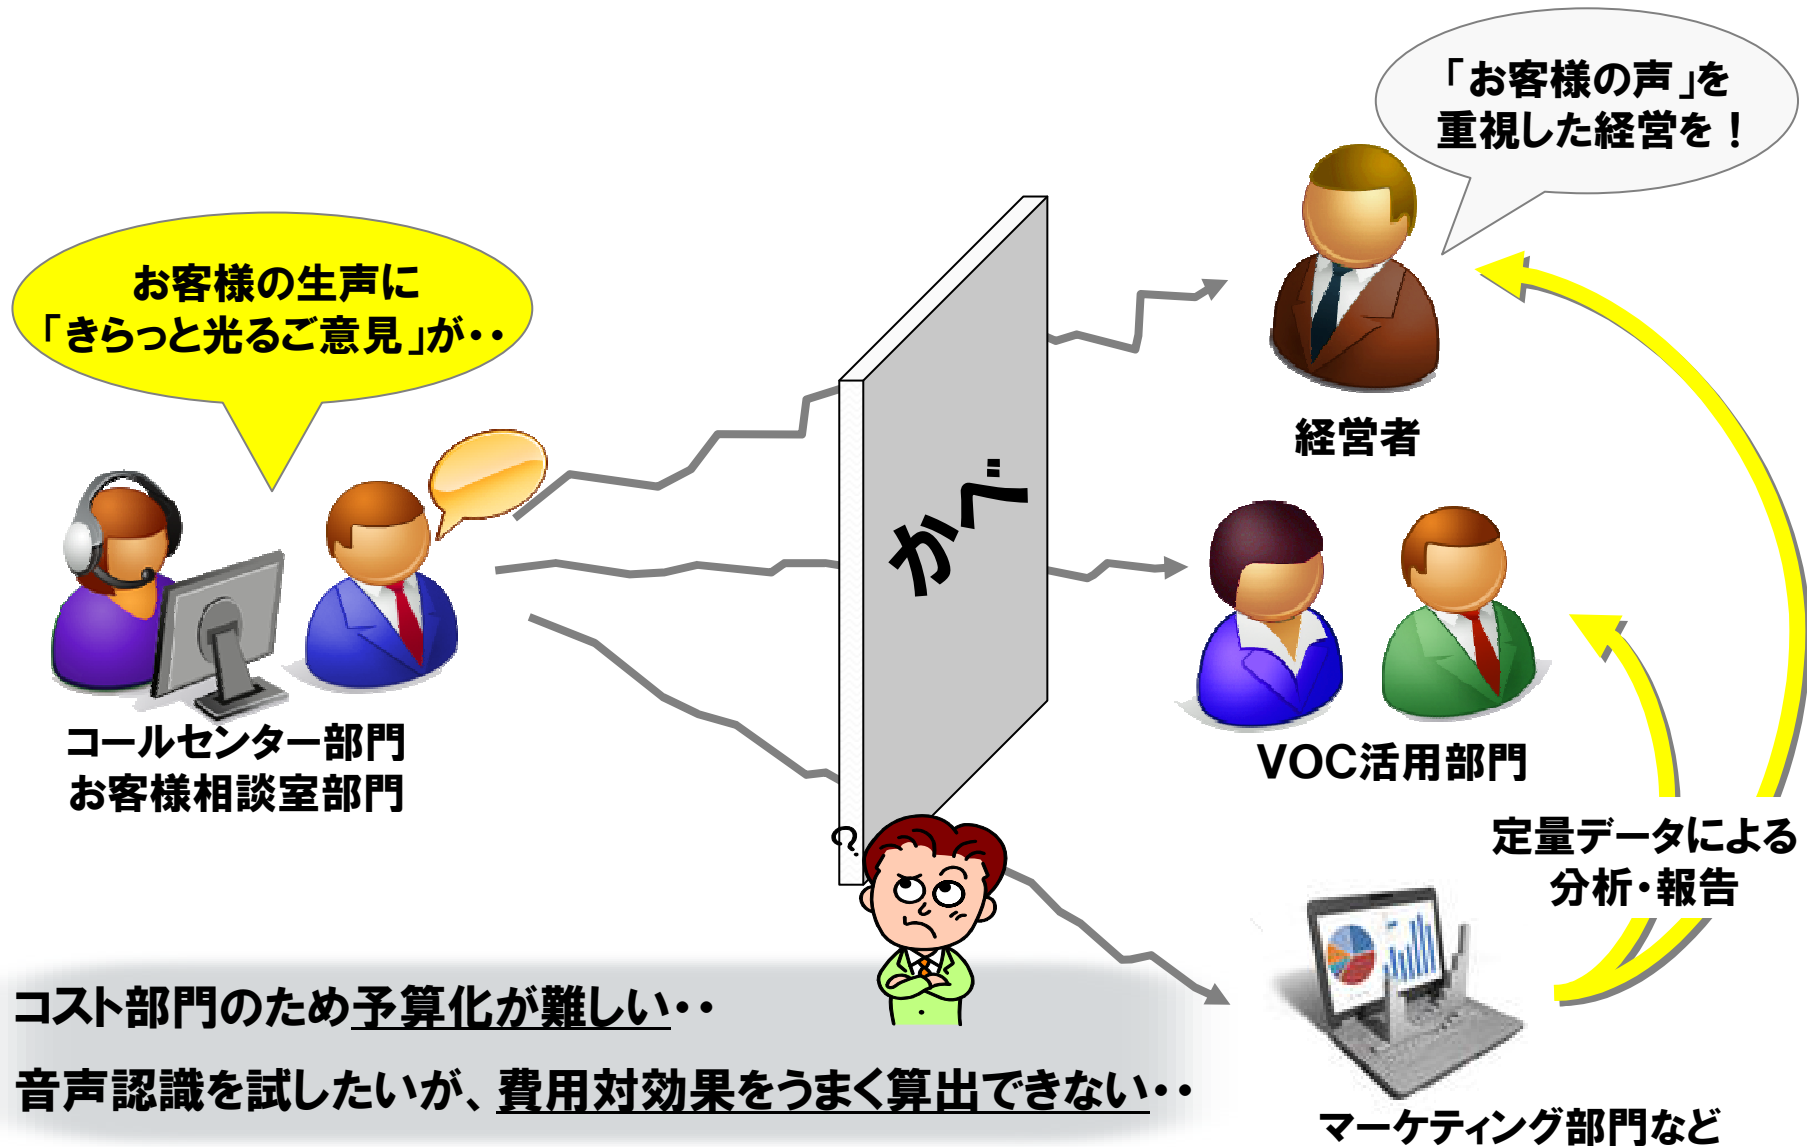 「お客様の声」を
重視した経営を！
お客様の生声に
「きらっと光るご意見」が・・
経営者
かべ
コールセンター部門
お客様相談室部門
VOC活用部門
定量データによる
分析・報告
?
コスト部門のため予算化が難しい・・
音声認識を試したいが、費用対効果をうまく算出できない・・
マーケティング部門など